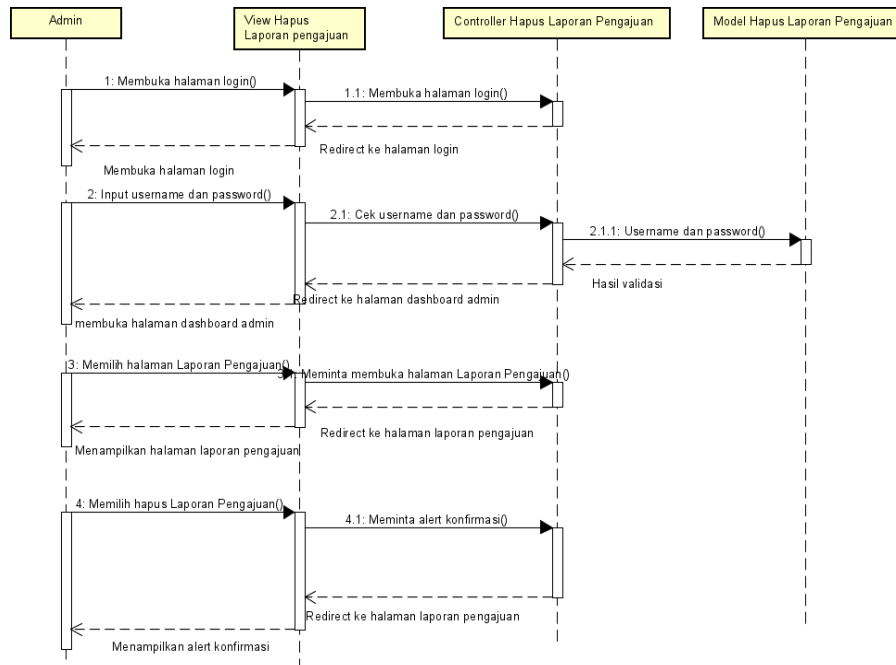 Admin
View Hapus
Laporan pengajuan
Controller Hapus Laporan Pengajuan
Model Hapus Laporan Pengajuan
1: Membuka halaman login()
1.1: Membuka halaman login()
Redirect ke halaman login
Membuka halaman login
2: Input username dan password()
2.1: Cek username dan password()
2.1.1: Username dan password()
Hasil validasi
Redirect ke halaman dashboard admin
membuka halaman dashboard admin
3: Memilih halaman Laporan Pengajuan()
Meminta membuka halaman Laporan Pengajuan()
Redirect ke halaman laporan pengajuan
Menampilkan halaman laporan pengajuan
4: Memilih hapus Laporan Pengajuan()
4.1: Meminta alert konfirmasi()
Redirect ke halaman laporan pengajuan
Menampilkan alert konfirmasi